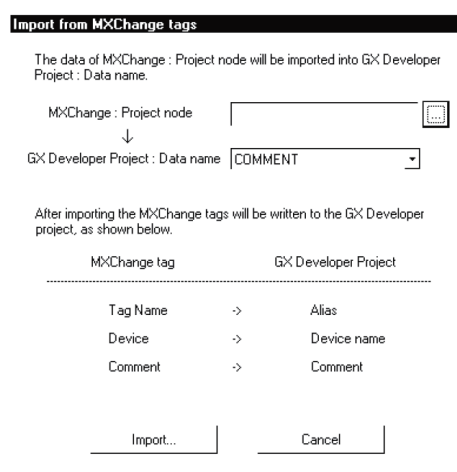 Import from MXChange tags
The data of MXChange : Project node will be imported into GX Developer
Project : Data name.
MXChange : Project node
...
↓
GX Developer Project : Data name COMMENT
After importing the MXChange tags will be written to the GX Developer
project, as shown below.
MXChange tag GX Developer Project
Tag Name -> Alias
Device -> Device name
Comment -> Comment
Import... Cancel